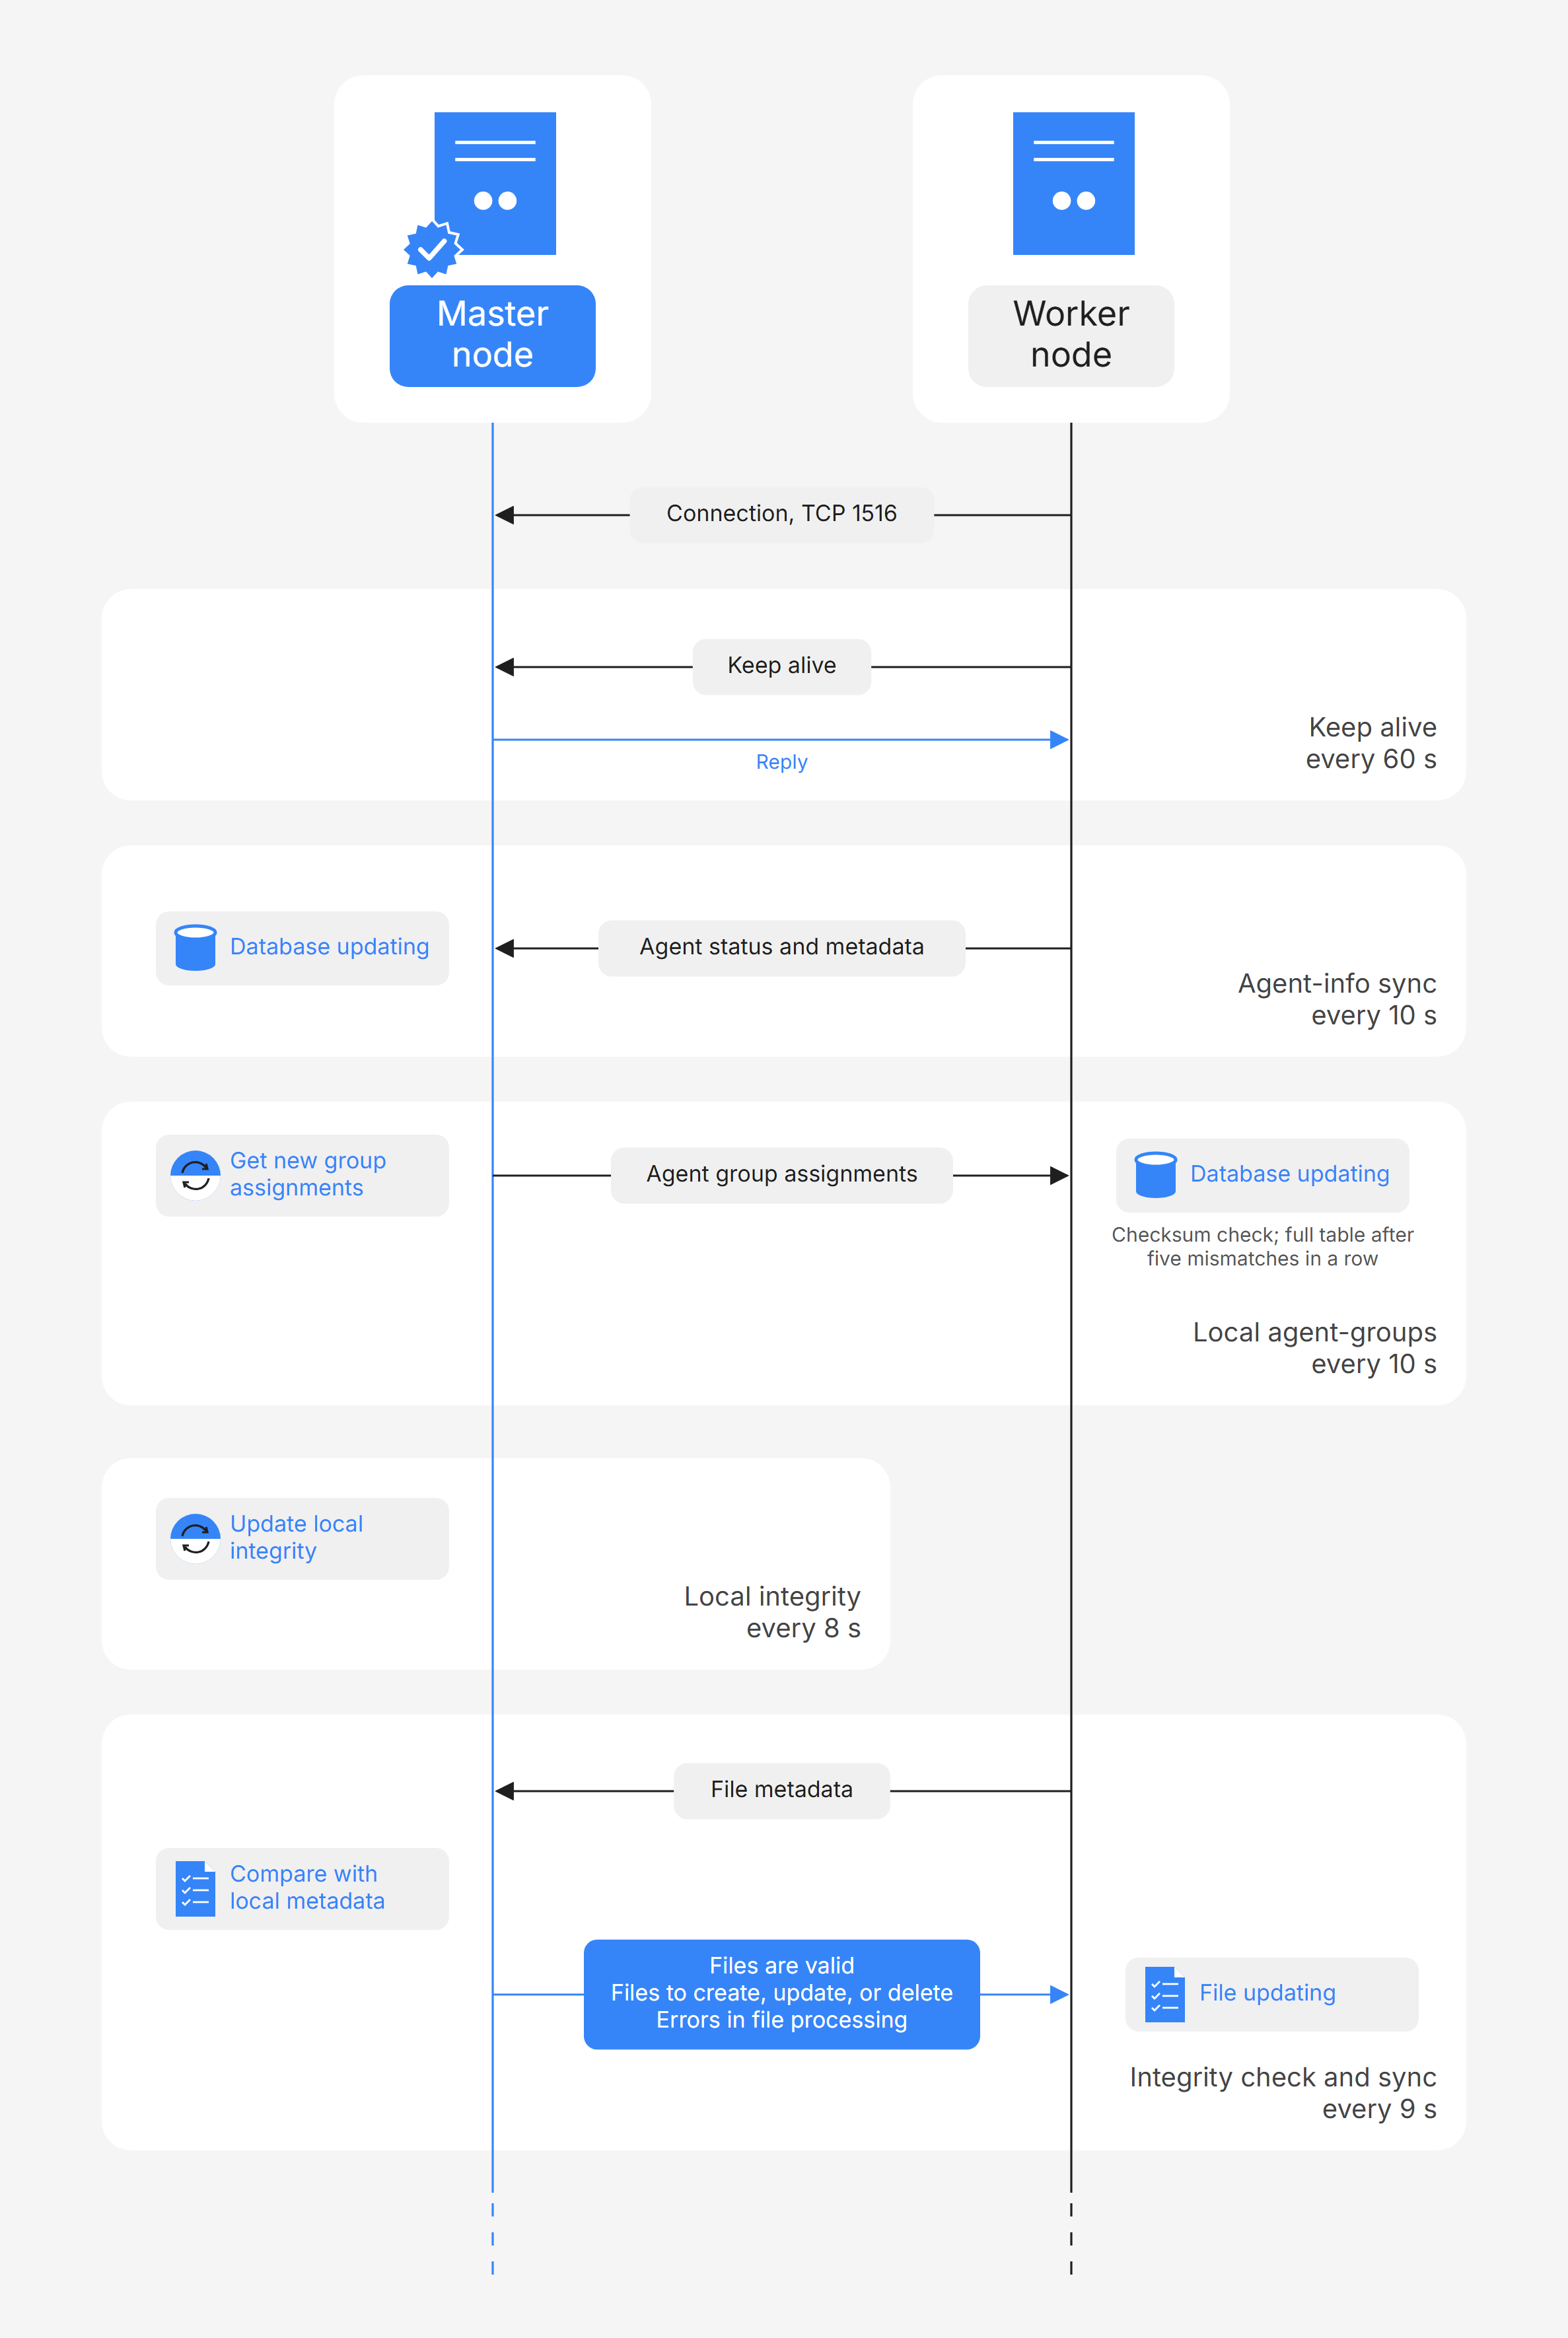 Master
node
Worker
node
Connection, TCP 1516
Keep alive
Reply
Keep alive
every 60 s
Database updating
Agent status and metadata
Agent-info sync
every 10 s
Get new group
assignments
Agent group assignments
Database updating
Checksum check; full table after
five mismatches in a row
Local agent-groups
every 10 s
Update local
integrity
Local integrity
every 8 s
File metadata
Compare with
local metadata
Files are valid
Files to create, update, or delete
Errors in file processing
File updating
Integrity check and sync
every 9 s